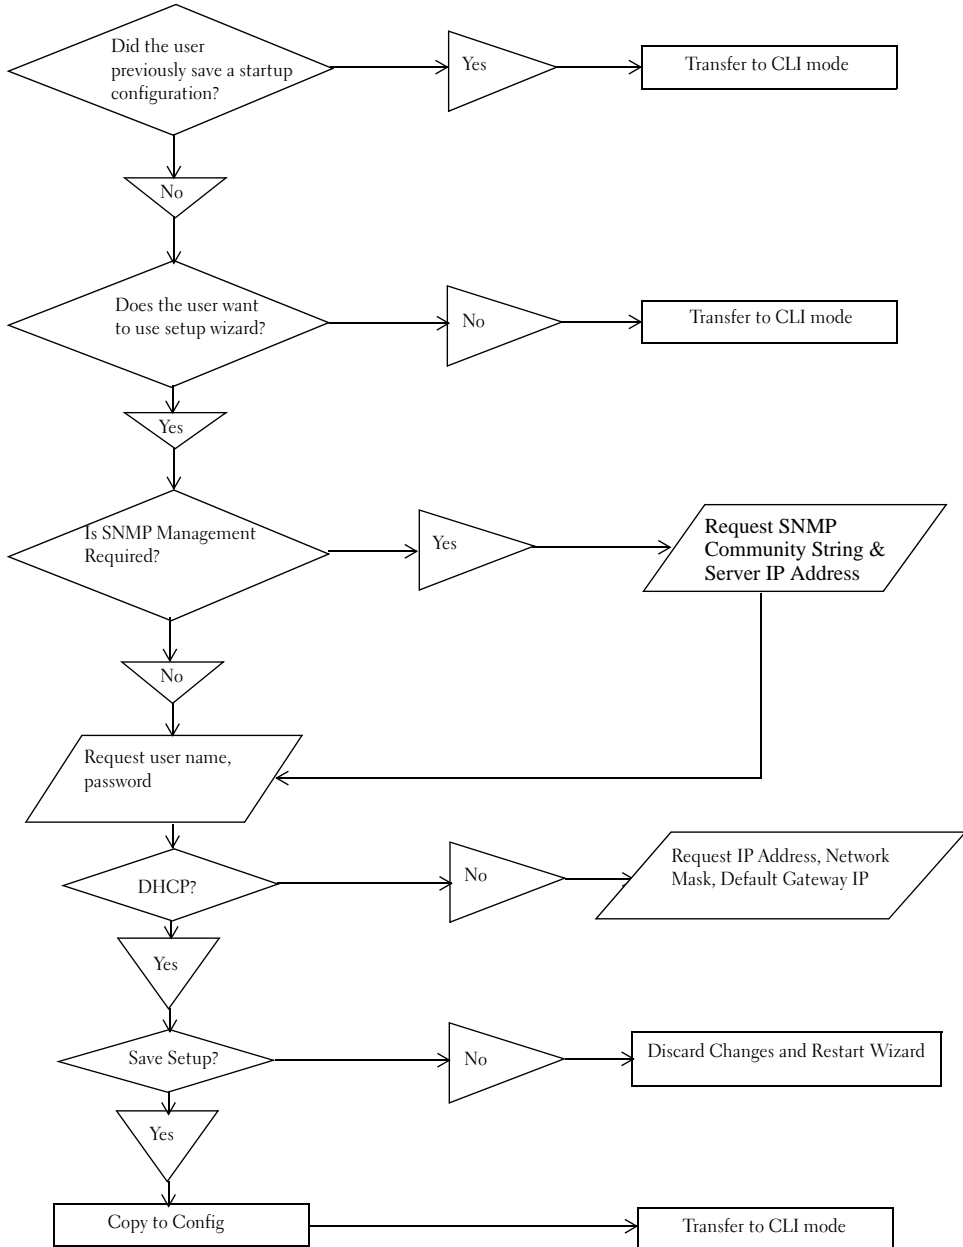 Did the user
previously save a startup
configuration?
Yes
Transfer to CLI mode
No
Does the user want
to use setup wizard?
No
Transfer to CLI mode
Yes
Is SNMP Management
Required?
Yes
Request SNMP
Community String &
Server IP Address
No
Request user name,
password
DHCP?
No
Request IP Address, Network
Mask, Default Gateway IP
Yes
Save Setup?
No
Discard Changes and Restart Wizard
Yes
Copy to Config
Transfer to CLI mode